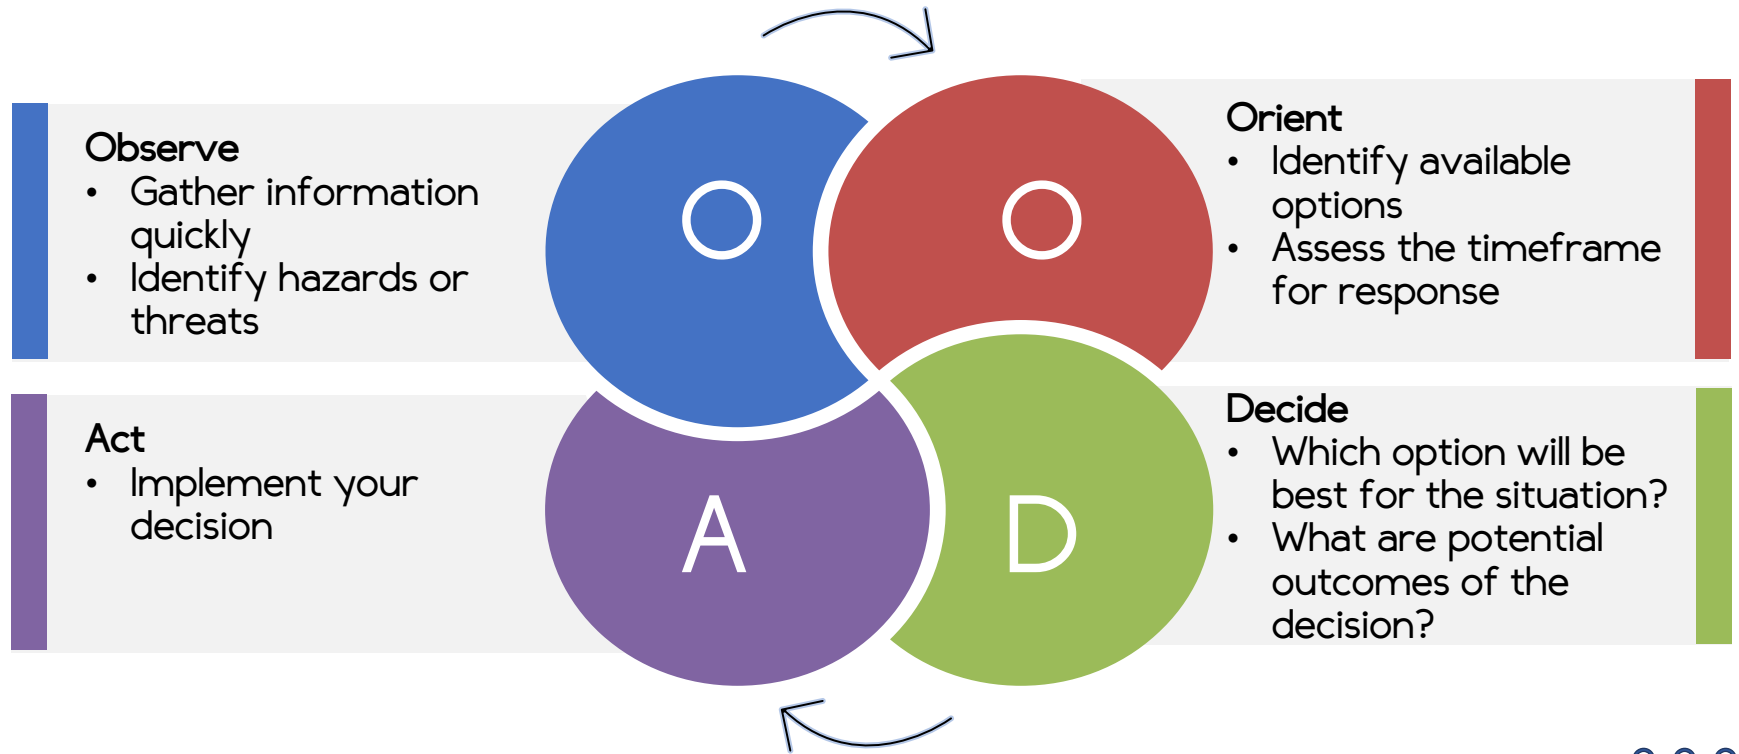 Observe
• Gather information
quickly
• Identify hazards or
threats
O
O
Orient
• Identify available
options
• Assess the timeframe
for response
Act
• Implement your
decision
A
D
Decide
• Which option will be
best for the situation?
• What are potential
outcomes of the
decision?